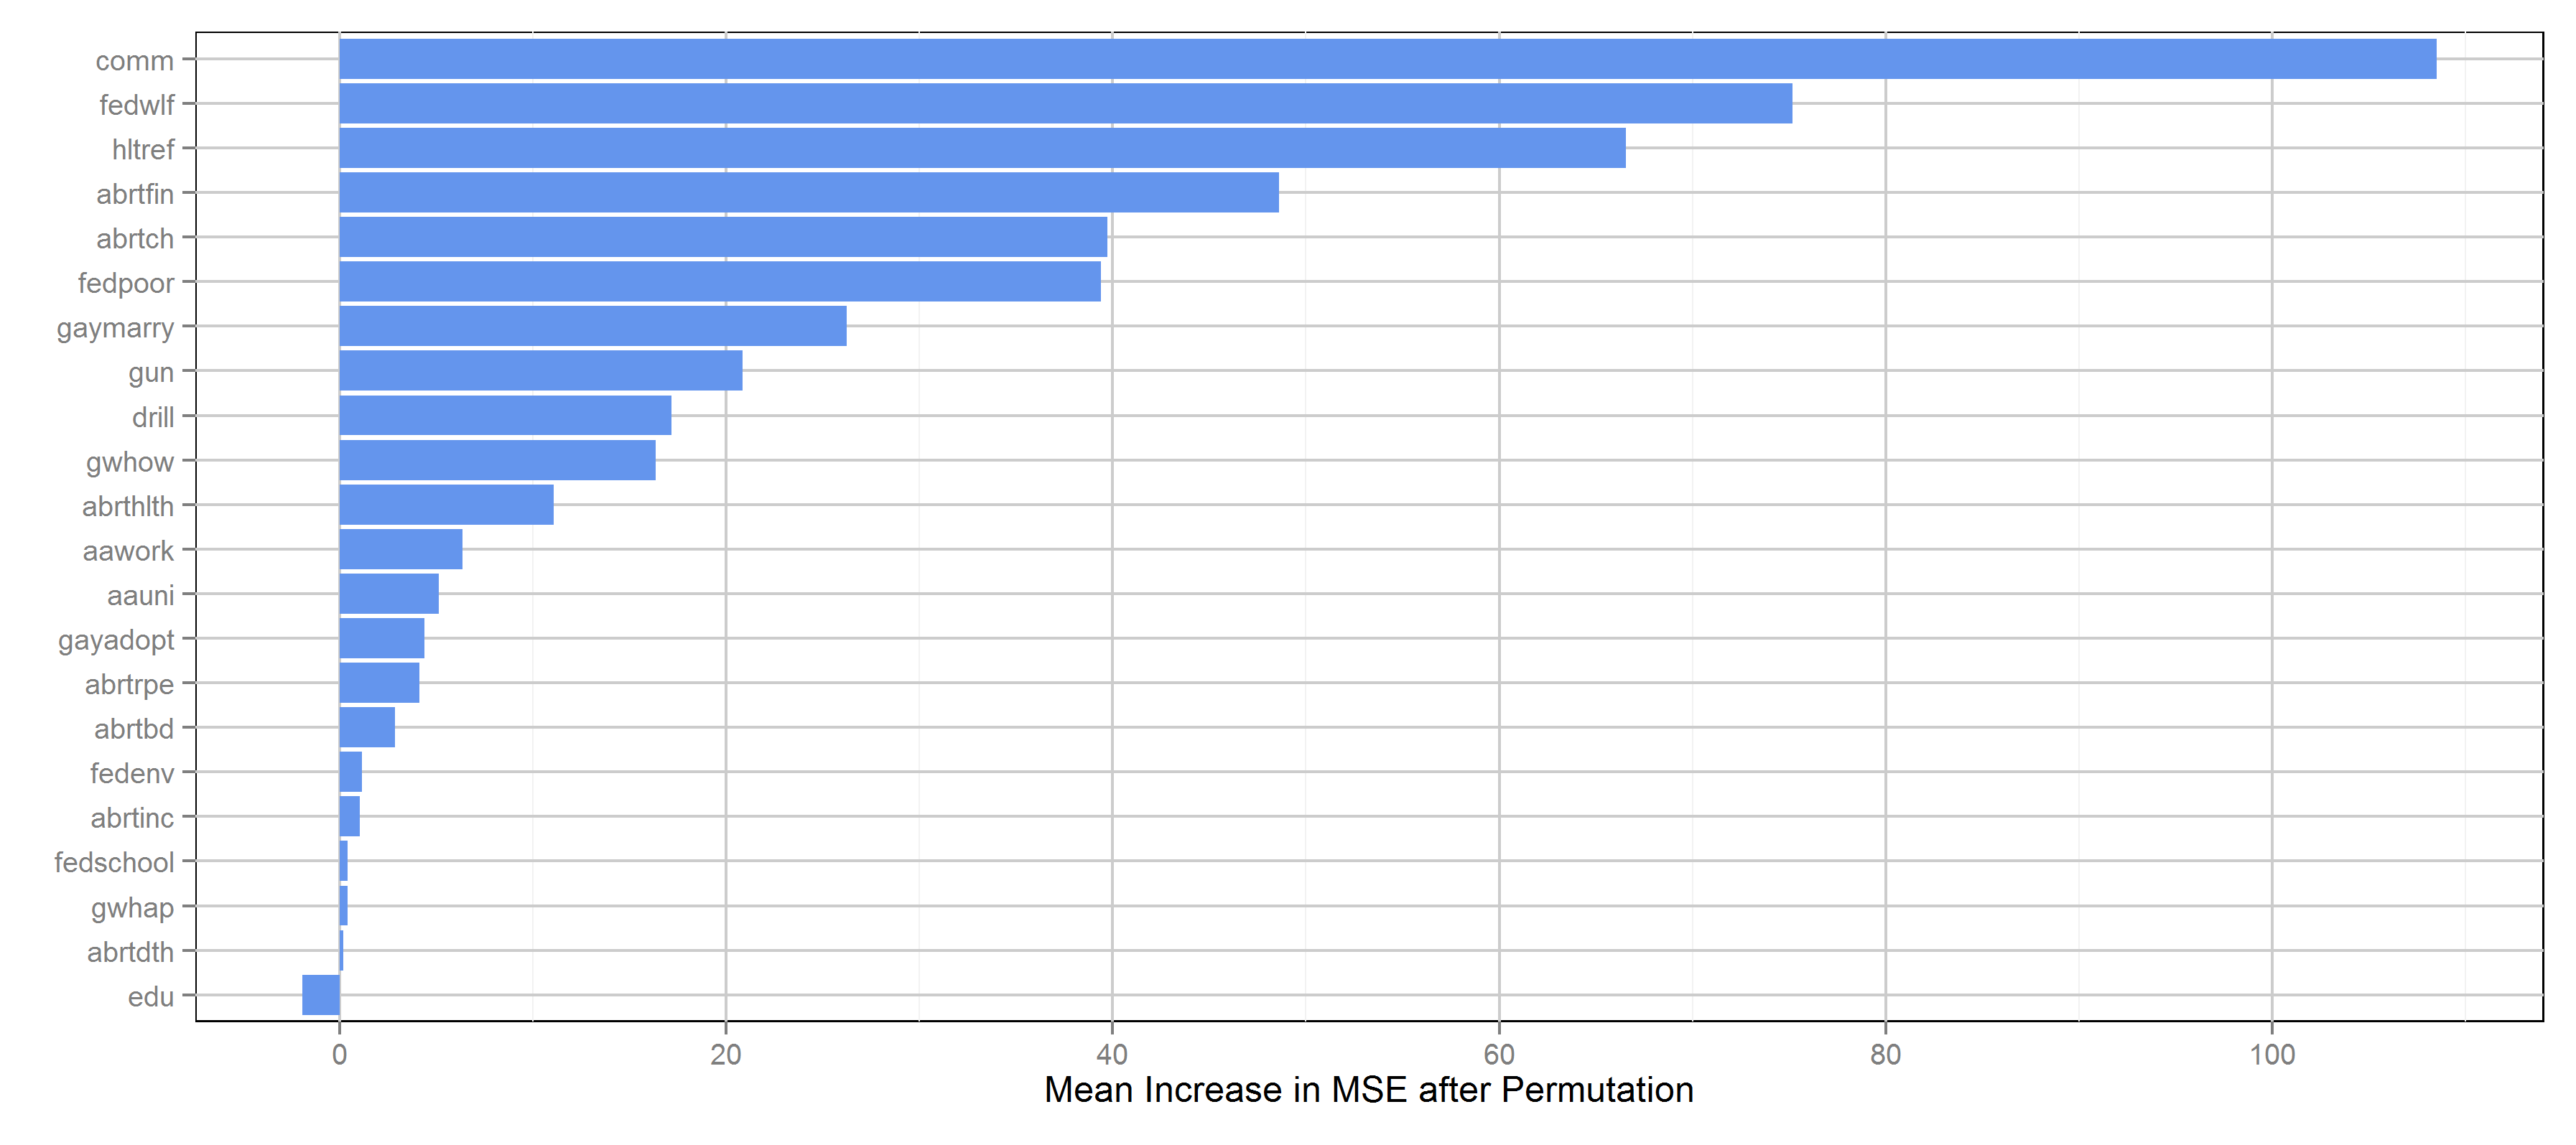 comm
fedwlf
hltref
abrtfin
abrtch
fedpoor
gaymarry
gun
drill
gwhow
abrthlth
aawork
aauni
gayadopt
abrtrpe
abrtbd
fedenv
abrtinc
fedschool
gwhap
abrtdth
edu
0 20 40 60 80 100
Mean Increase in MSE after Permutation